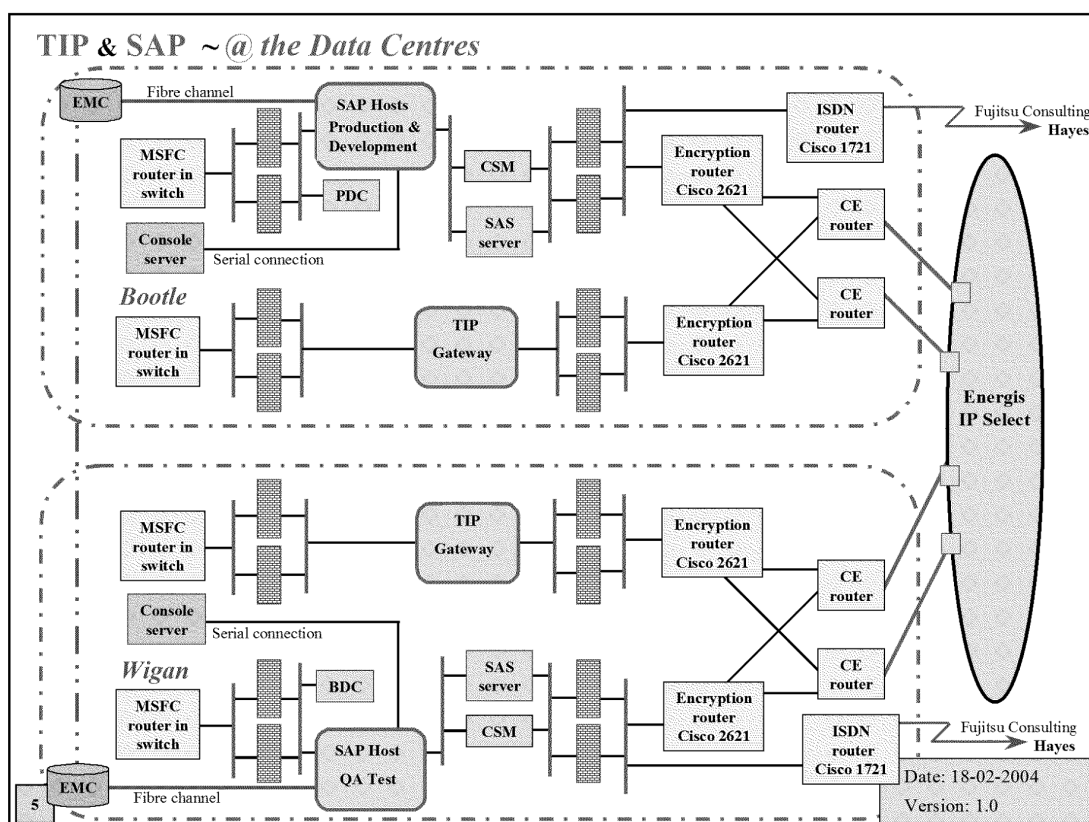 TIP & SAP ~ @ the Data Centres
EMC
Fibre channel
SAP Hosts
Production &
Development
MSFC
router in
switch
PDC
CSM
SAS
server
Console
server
Serial connection
ISDN
router
Cisco 1721
Fujitsu Consulting
Hayes
Encryption
router
Cisco 2621
CE
router
CE
router
Bootle
MSFC
router in
switch
TIP
Gateway
Encryption
router
Cisco 2621
Energis
IP Select
MSFC
router in
switch
TIP
Gateway
Encryption
router
Cisco 2621
CE
router
Console
server
Serial connection
Wigan
MSFC
router in
switch
BDC
SAS
server
CSM
Encryption
router
Cisco 2621
CE
router
SAP Host
QA Test
ISDN
router
Cisco 1721
Fujitsu Consulting
Hayes
EMC
Fibre channel
5
Date: 18-02-2004
Version: 1.0